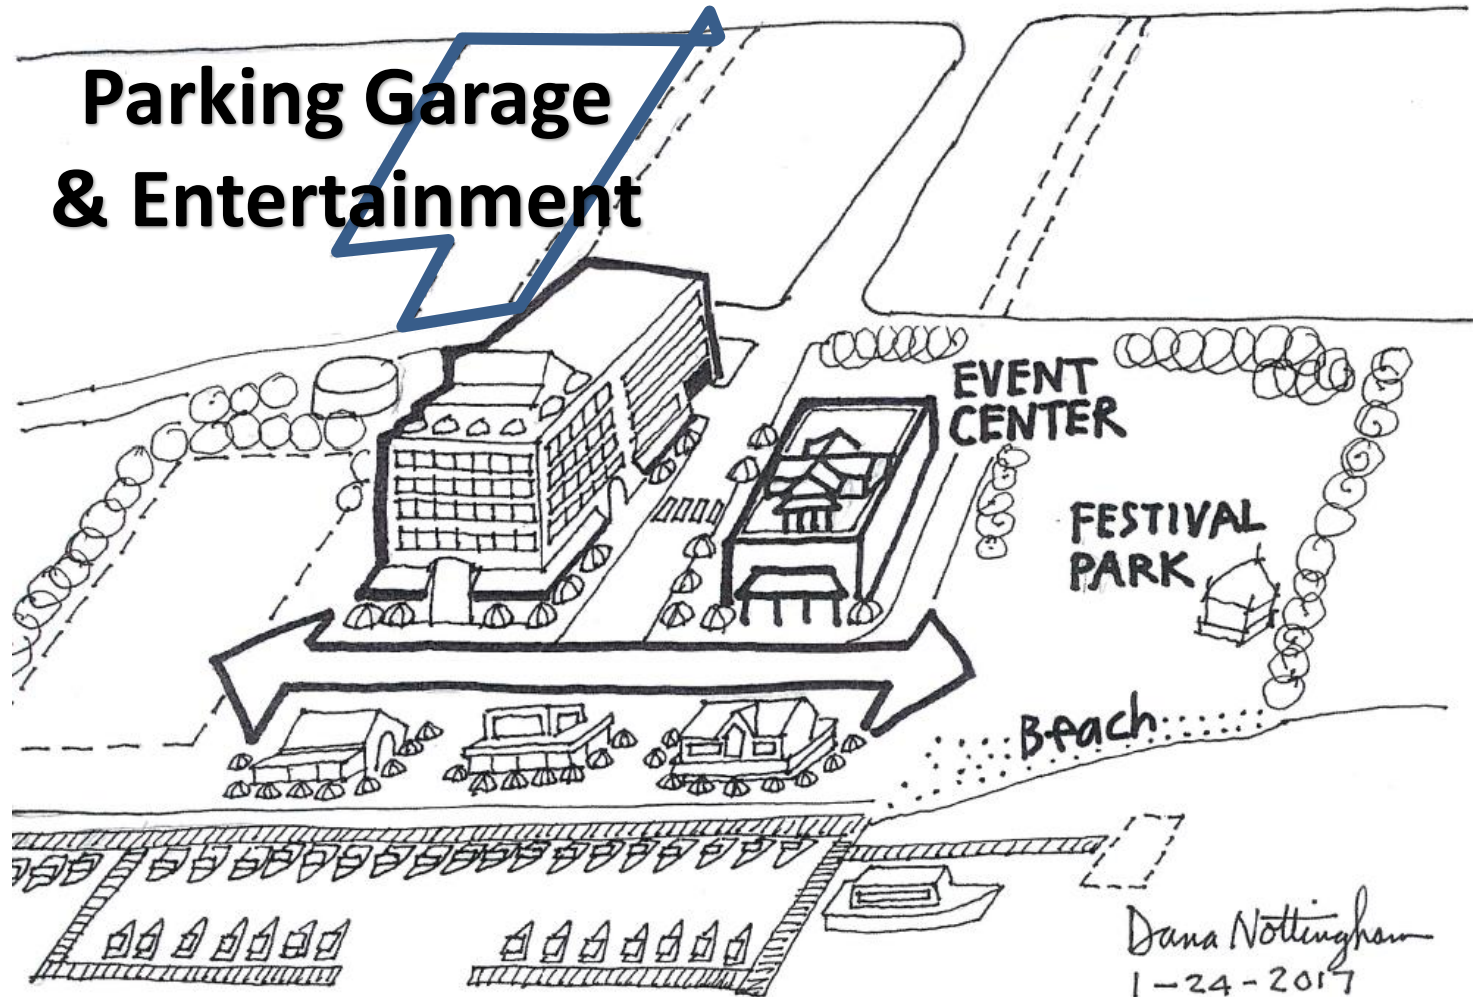 Parking Garage
& Entertainment
EVENT
CENTER
FESTIVAL
PARK
Beach
Dana Nottingham
1-24-2017